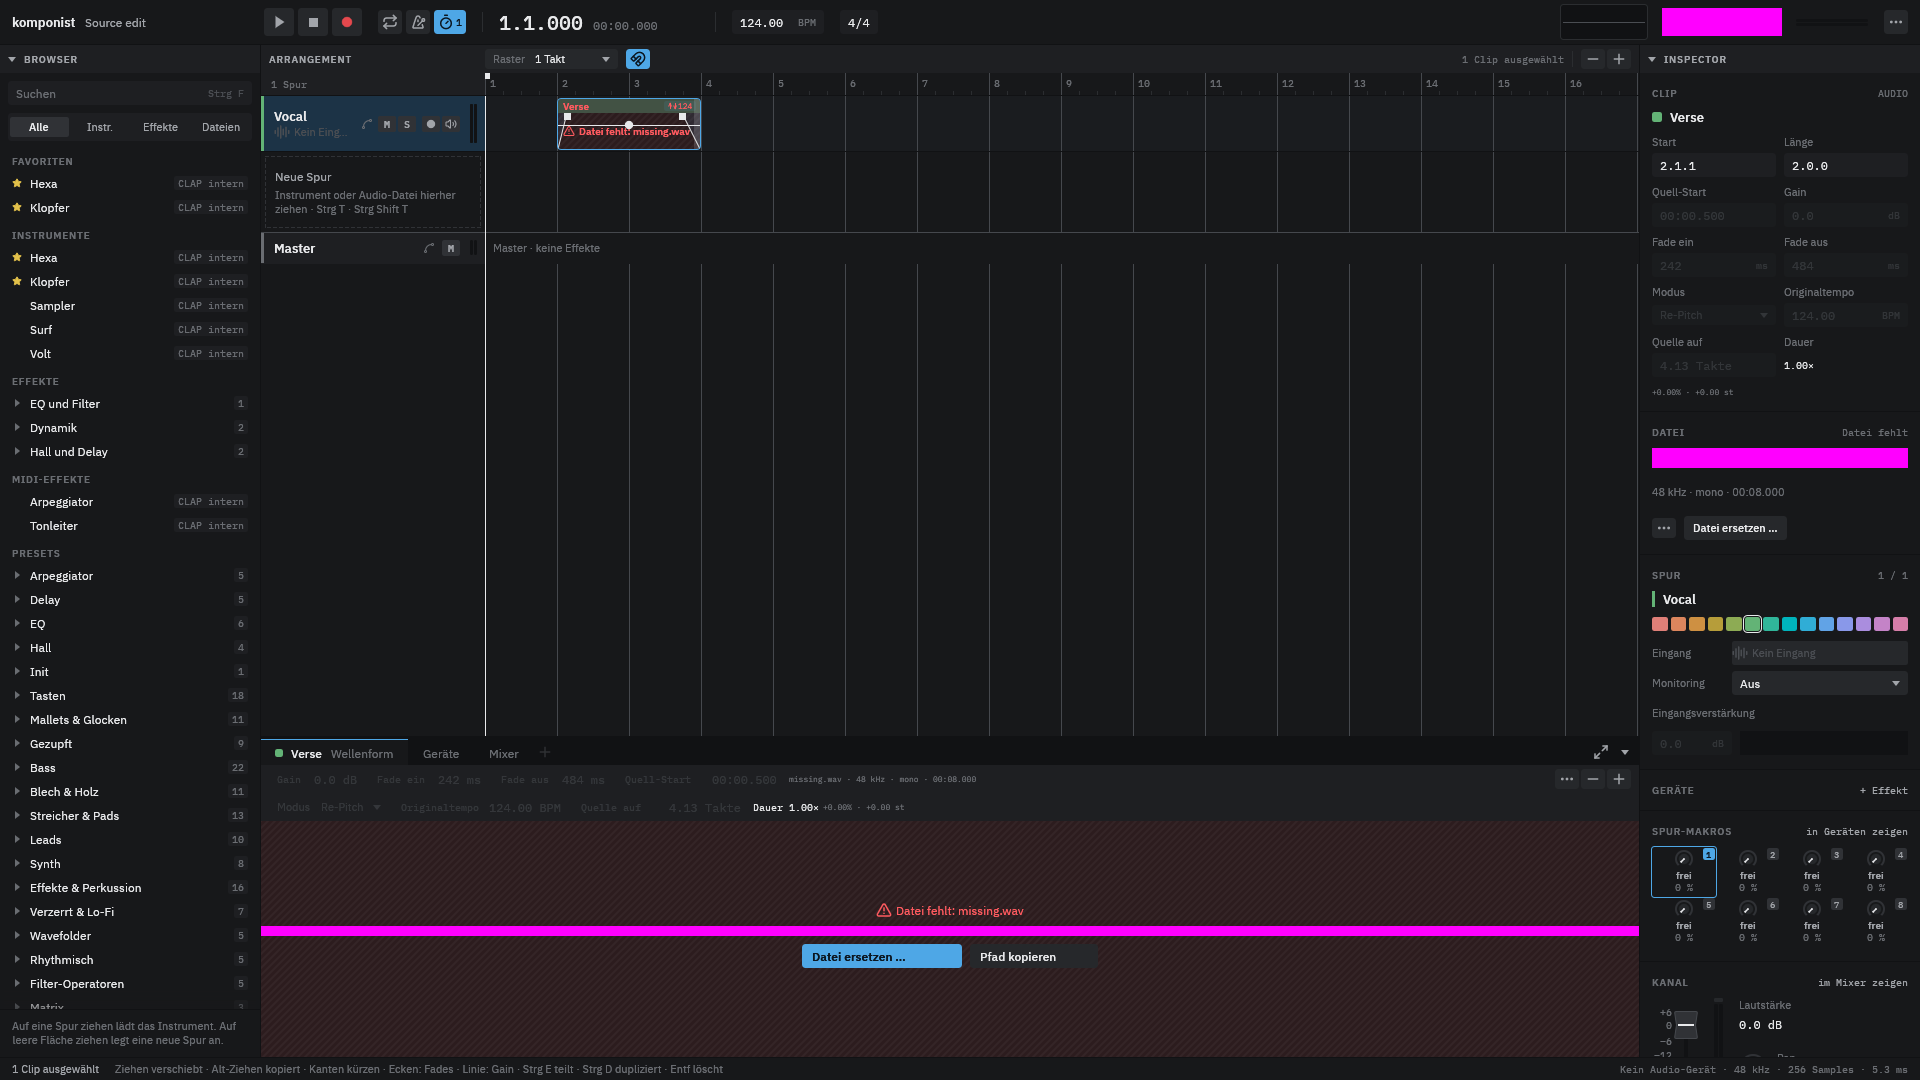 komponist Source edit
1
1.1.000 00:00.000
124.00 BPM 4/4
BROWSER
Suchen Strg F
Alle Instr. Effekte Dateien
FAVORITEN
Hexa CLAP intern
Klopfer CLAP intern
INSTRUMENTE
Hexa CLAP intern
Klopfer CLAP intern
Sampler CLAP intern
Surf CLAP intern
Volt CLAP intern
EFFEKTE
EQ und Filter 1
Dynamik 2
Hall und Delay 2
MIDI-EFFEKTE
Arpeggiator CLAP intern
Tonleiter CLAP intern
PRESETS
Arpeggiator 5
Delay 5
EQ 6
Hall 4
Init 1
Tasten 18
Mallets & Glocken 11
Gezupft 9
Bass 22
Blech & Holz 11
Streicher & Pads 13
Leads 10
Synth 8
Effekte & Perkussion 16
Verzerrt & Lo-Fi 7
Wavefolder 5
Rhythmisch 5
Filter-Operatoren 5
Matrix 3
Auf eine Spur ziehen lädt das Instrument. Auf
leere Fläche ziehen legt eine neue Spur an.
ARRANGEMENT Raster 1 Takt 1 Clip ausgewählt
1 Spur 1 2 3 4 5 6 7 8 9 10 11 12 13 14 15 16
Vocal
Kein Eing... M S
Verse 124
Datei fehlt: missing.wav
Neue Spur
Instrument oder Audio-Datei hierher
ziehen · Strg T · Strg Shift T
Master M Master · keine Effekte
Verse Wellenform Geräte Mixer
Gain 0.0 dB Fade ein 242 ms Fade aus 484 ms Quell-Start 00:00.500 missing.wav · 48 kHz · mono · 00:08.000
Modus Re-Pitch Originaltempo 124.00 BPM Quelle auf 4.13 Takte Dauer 1.00× +0.00% · +0.00 st
Datei fehlt: missing.wav
Datei ersetzen ... Pfad kopieren
INSPECTOR
CLIP AUDIO
Verse
Start Länge
2.1.1 2.0.0
Quell-Start Gain
00:00.500 0.0 dB
Fade ein Fade aus
242 ms 484 ms
Modus Originaltempo
Re-Pitch 124.00 BPM
Quelle auf Dauer
4.13 Takte 1.00×
+0.00% · +0.00 st
DATEI Datei fehlt
48 kHz · mono · 00:08.000
Datei ersetzen ...
SPUR 1 / 1
Vocal
Eingang Kein Eingang
Monitoring Aus
Eingangsverstärkung
0.0 dB
GERÄTE + Effekt
SPUR-MAKROS in Geräten zeigen
1 2 3 4
frei frei frei frei
0 % 0 % 0 % 0 %
5 6 7 8
frei frei frei frei
0 % 0 % 0 % 0 %
KANAL im Mixer zeigen
Lautstärke
0.0 dB
+6
0
−6
−12
1 Clip ausgewählt Ziehen verschiebt · Alt-Ziehen kopiert · Kanten kürzen · Ecken: Fades · Linie: Gain · Strg E teilt · Strg D dupliziert · Entf löscht
Kein Audio-Gerät · 48 kHz · 256 Samples · 5.3 ms